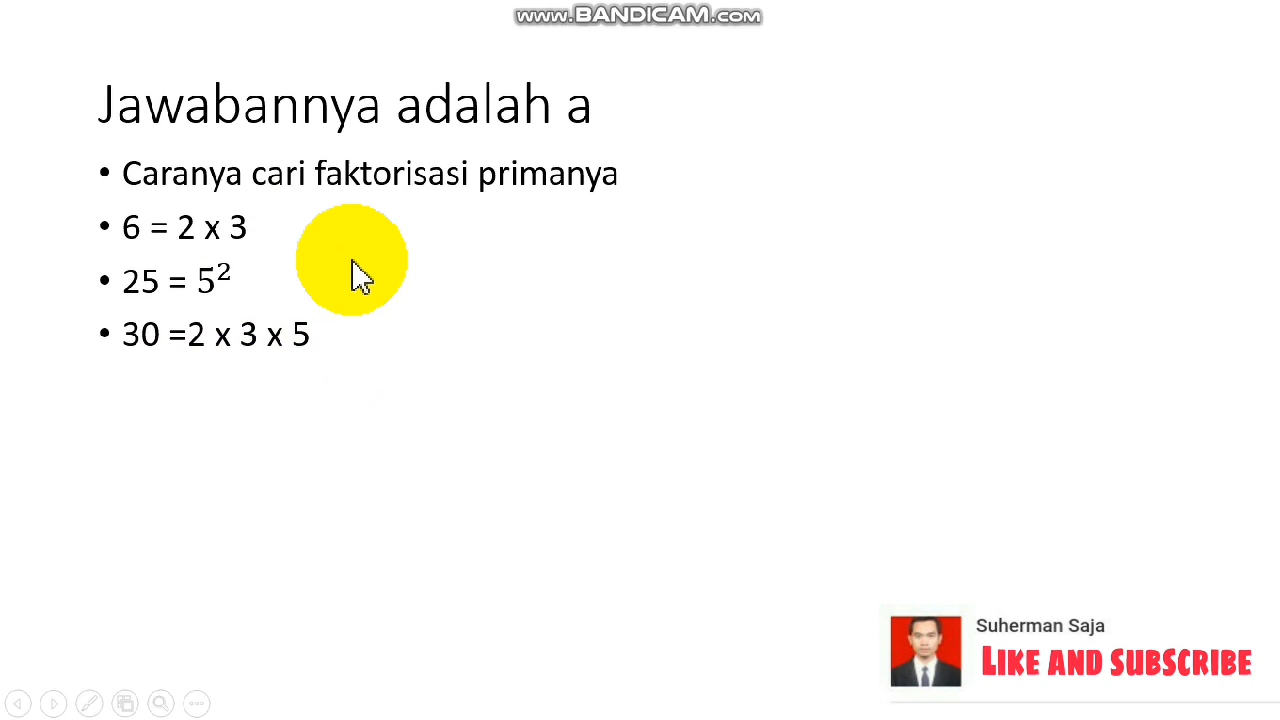 www.BANDICAM.com
Jawabannya adalah a
• Caranya cari faktorisasi primanya
• 6 = 2 x 3
• 25 = 5²
• 30 =2 x 3 x 5
Suherman Saja
LIKE AND SUBSCRIBE